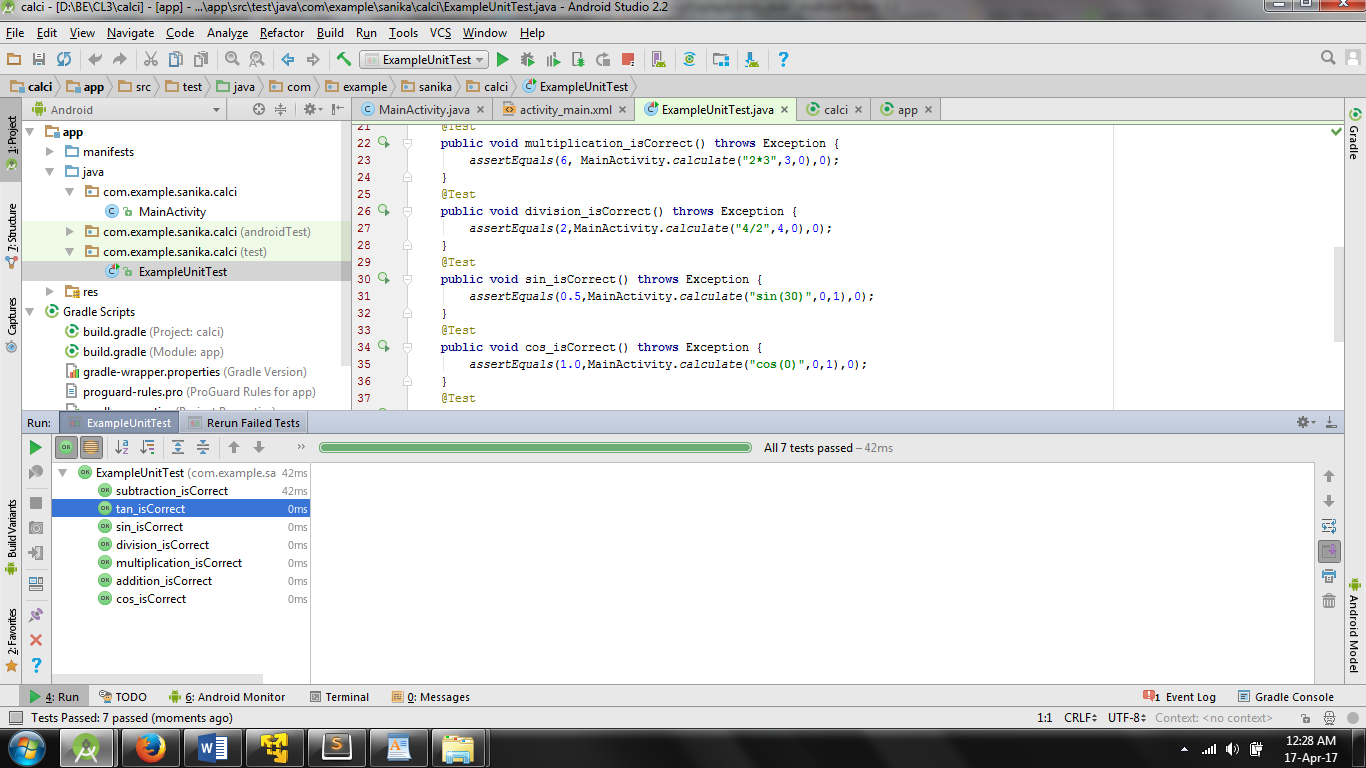 calci - [D:\BE\CL3\calci] - [app] - ...\app\src\test\java\com\example\sanika\calci\ExampleUnitTest.java - Android Studio 2.2
File Edit View Navigate Code Analyze Refactor Build Run Tools VCS Window Help
ExampleUnitTest
calci app src test java com example sanika calci ExampleUnitTest
Android
MainActivity.java activity_main.xml ExampleUnitTest.java calci app
1: Project
7: Structure
Captures
Build Variants
2: Favorites
app
manifests
java
com.example.sanika.calci
MainActivity
com.example.sanika.calci (androidTest)
com.example.sanika.calci (test)
ExampleUnitTest
res
Gradle Scripts
build.gradle (Project: calci)
build.gradle (Module: app)
gradle-wrapper.properties (Gradle Version)
proguard-rules.pro (ProGuard Rules for app)
21 @Test
22 public void multiplication_isCorrect() throws Exception {
23 assertEquals(6, MainActivity.calculate("2*3",3,0),0);
24 }
25 @Test
26 public void division_isCorrect() throws Exception {
27 assertEquals(2,MainActivity.calculate("4/2",4,0),0);
28 }
29 @Test
30 public void sin_isCorrect() throws Exception {
31 assertEquals(0.5,MainActivity.calculate("sin(30)",0,1),0);
32 }
33 @Test
34 public void cos_isCorrect() throws Exception {
35 assertEquals(1.0,MainActivity.calculate("cos(0)",0,1),0);
36 }
37 @Test
Gradle
Android Model
Run: ExampleUnitTest Rerun Failed Tests
All 7 tests passed – 42ms
ExampleUnitTest (com.example.sa 42ms
subtraction_isCorrect 42ms
tan_isCorrect 0ms
sin_isCorrect 0ms
division_isCorrect 0ms
multiplication_isCorrect 0ms
addition_isCorrect 0ms
cos_isCorrect 0ms
4: Run TODO 6: Android Monitor Terminal 0: Messages 1 Event Log Gradle Console
Tests Passed: 7 passed (moments ago) 1:1 CRLF UTF-8 Context: <no context>
12:28 AM
17-Apr-17